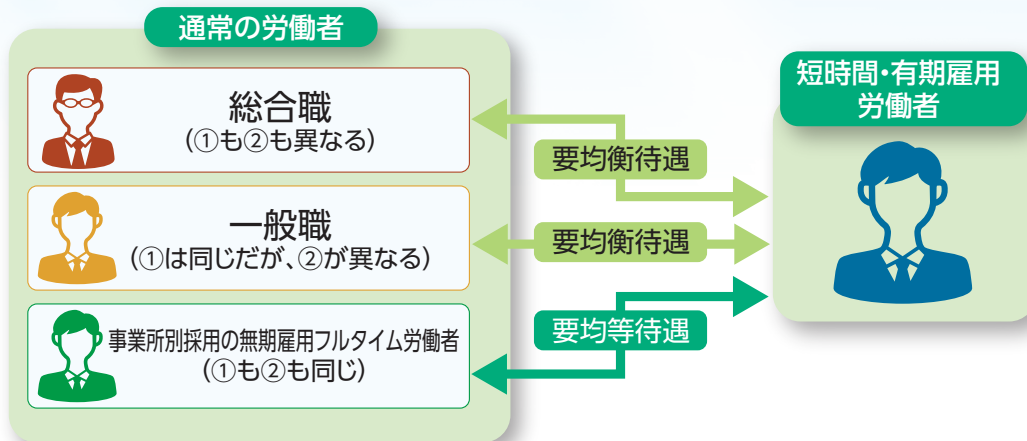 通常の労働者
総合職
(①も②も異なる)
一般職
(①は同じだが、②が異なる)
事業所別採用の無期雇用フルタイム労働者
(①も②も同じ)
要均衡待遇
要均衡待遇
要均等待遇
短時間・有期雇用
労働者